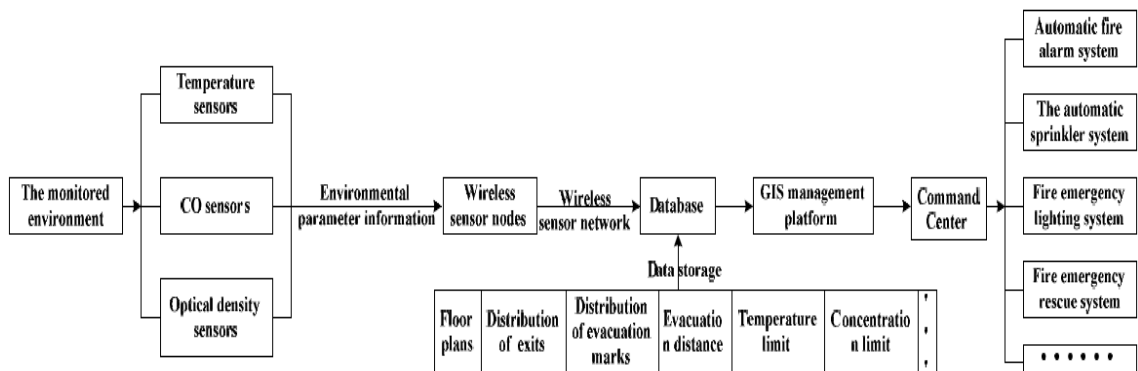 The monitored
environment
Temperature
sensors
CO sensors
Optical density
sensors
Environmental
parameter information
Wireless
sensor nodes
Wireless
sensor network
Database
Data storage
Floor
plans
Distribution
of exits
Distribution
of evacuation
marks
Evacuatio
n distance
Temperature
limit
Concentratio
n limit
GIS management
platform
Command
Center
Automatic fire
alarm system
The automatic
sprinkler system
Fire emergency
lighting system
Fire emergency
rescue system